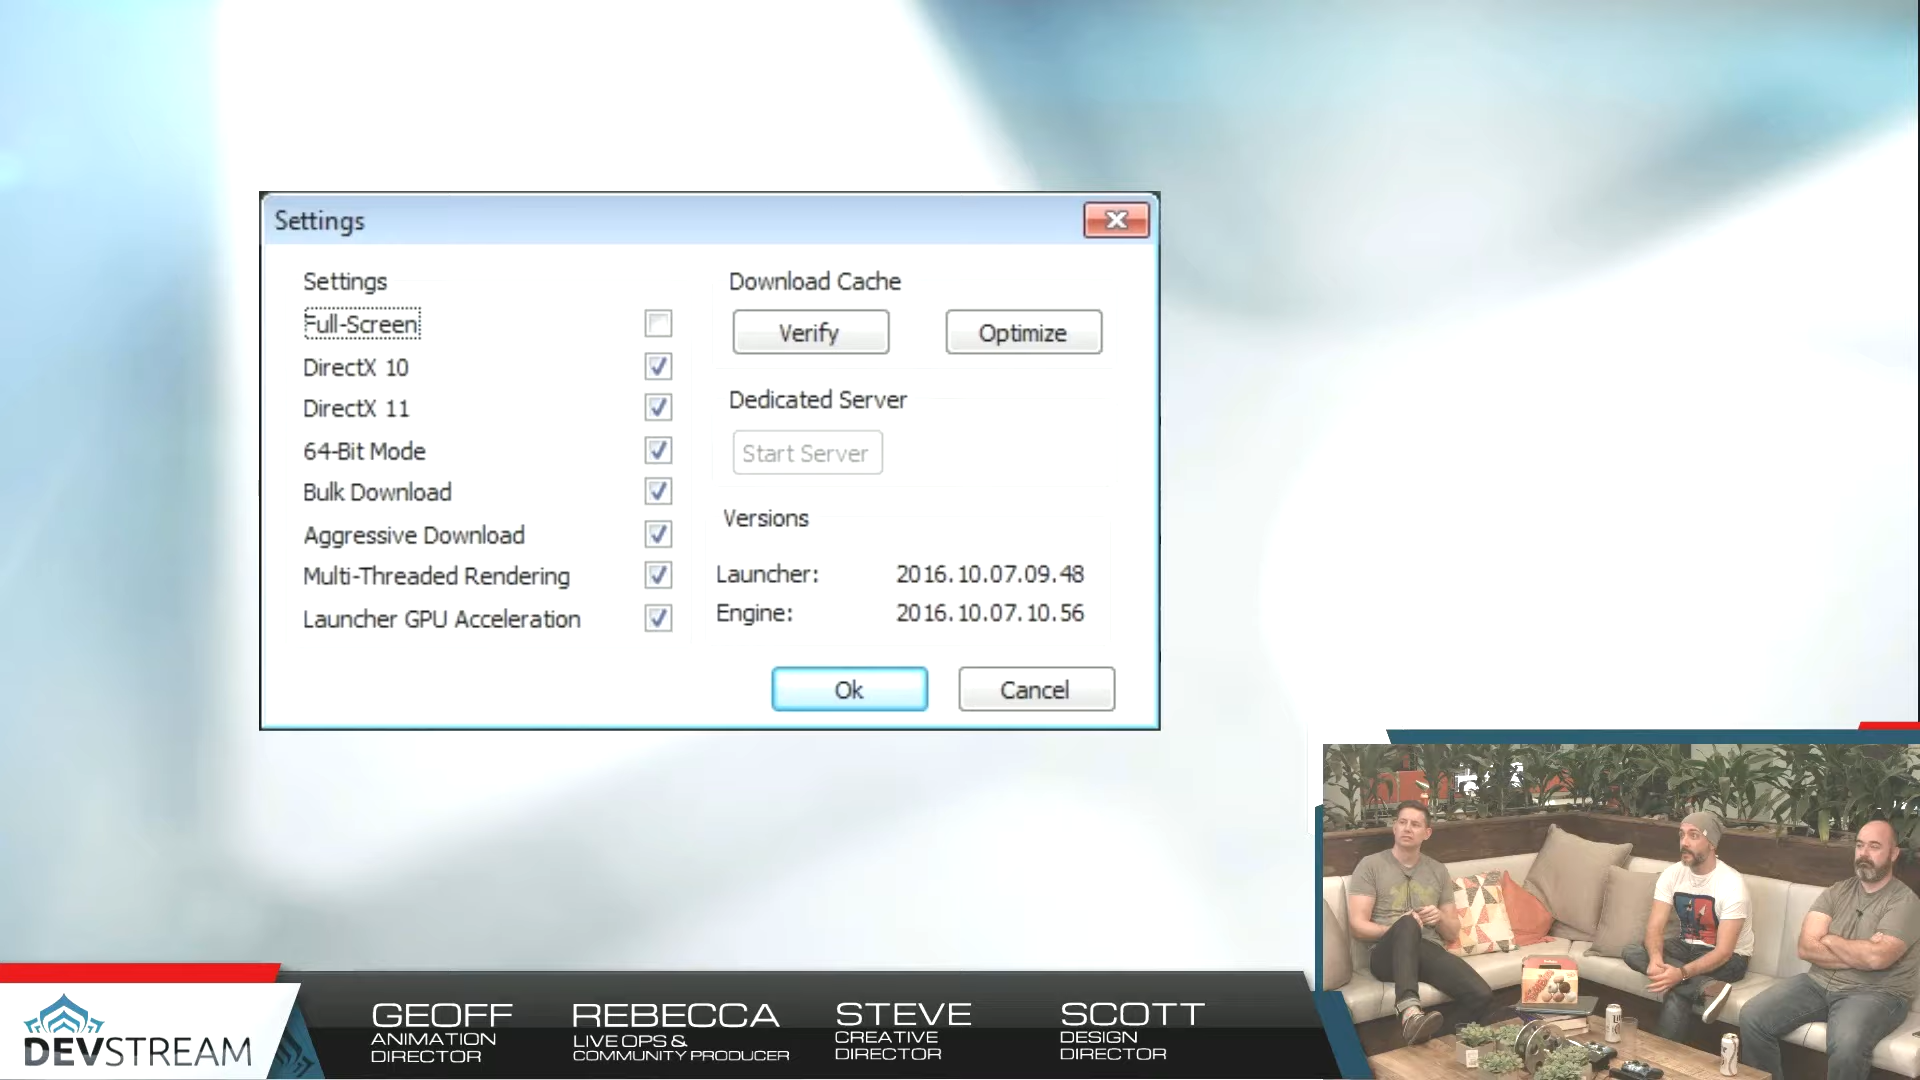 Settings
Settings
Full-Screen
DirectX 10
DirectX 11
64-Bit Mode
Bulk Download
Aggressive Download
Multi-Threaded Rendering
Launcher GPU Acceleration
Download Cache
Verify
Optimize
Dedicated Server
Start Server
Versions
Launcher: 2016.10.07.09.48
Engine: 2016.10.07.10.56
Ok
Cancel
DEVSTREAM
GEOFF
ANIMATION
DIRECTOR
REBECCA
LIVE OPS &
COMMUNITY PRODUCER
STEVE
CREATIVE
DIRECTOR
SCOTT
DESIGN
DIRECTOR